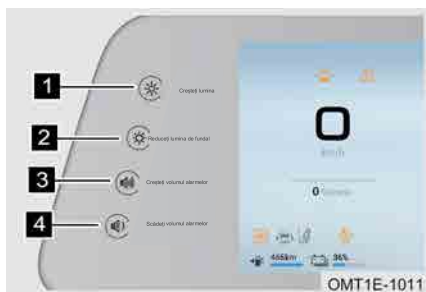 1
Creșteți lumina
2
Reduceți lumina de fundal
3
Creșteți volumul alarmelor
4
Scădeți volumul alarmelor
0
km/h
0
455km
36%
OMT1E-1011